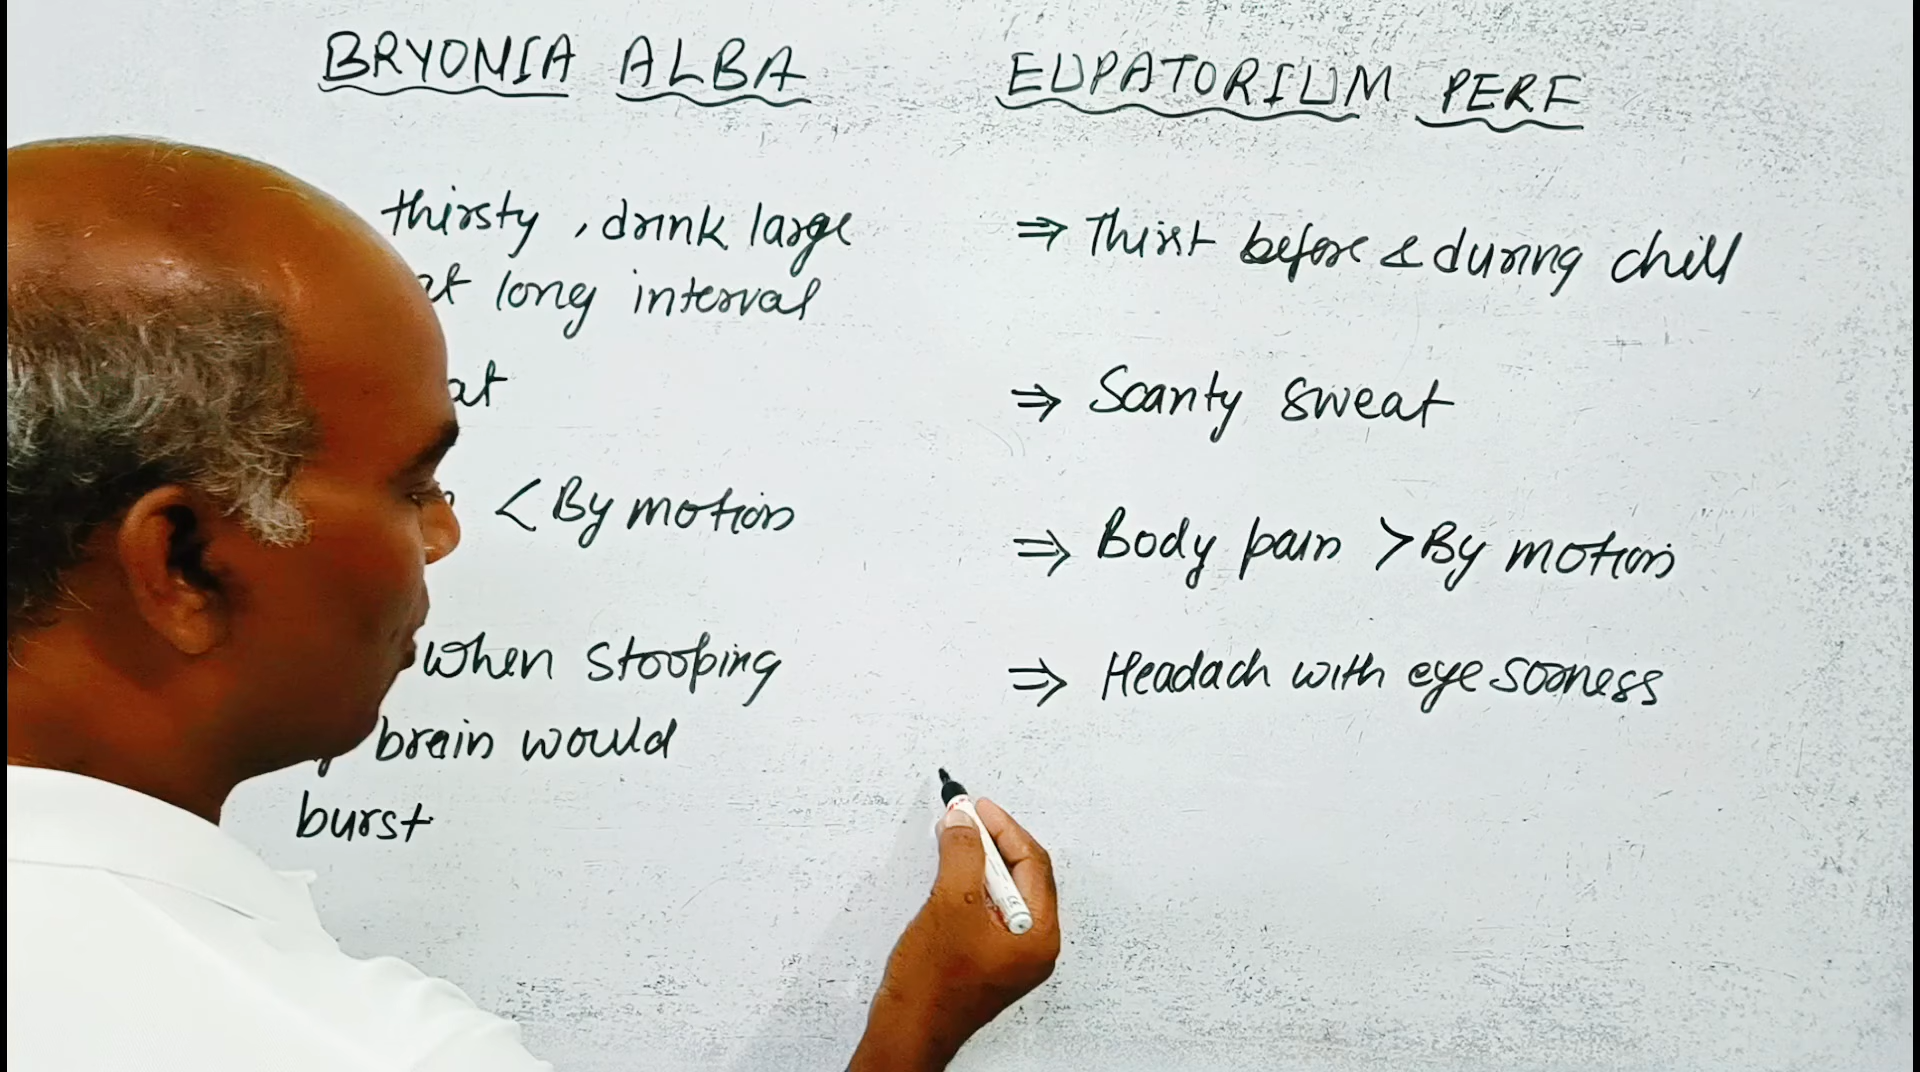 BRYONIA ALBA
thirsty, drink large
at long interval
at
< By motion
when stooping
brain would
burst
EUPATORIUM PERF
⇒ Thirst before & during chill
⇒ Scanty sweat
⇒ Body pain > By motion
⇒ Headach with eye soreness